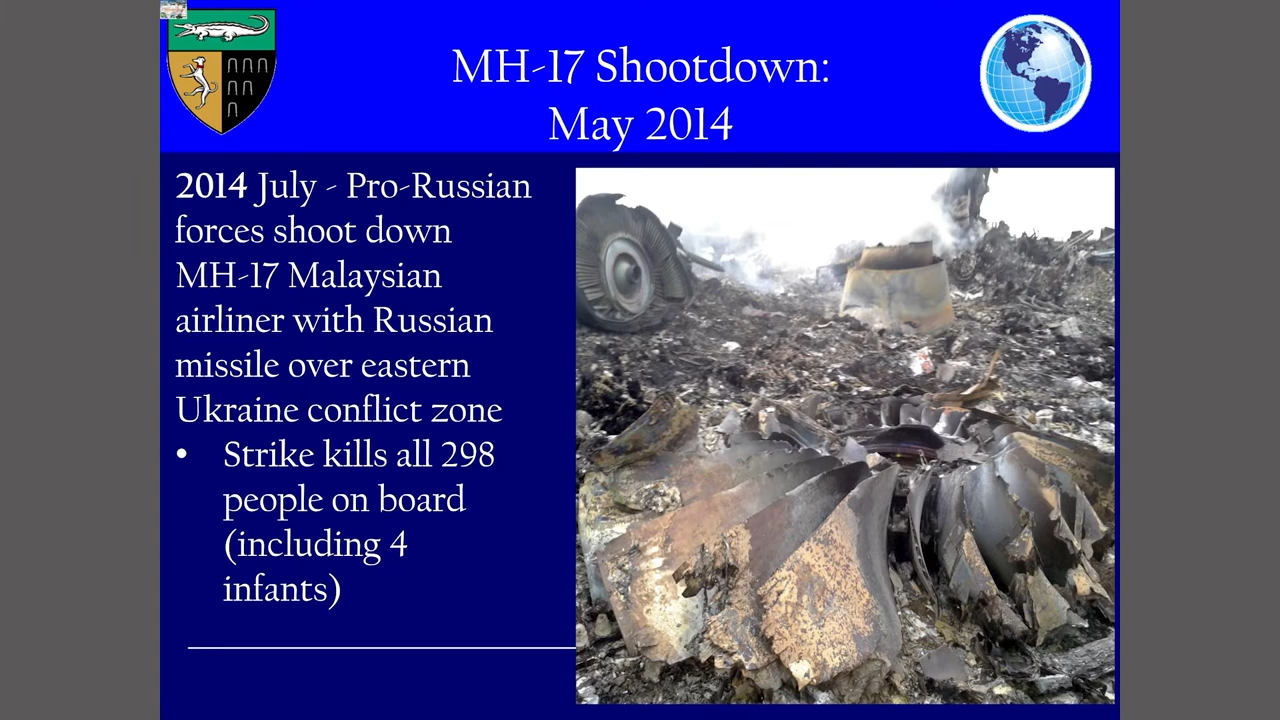 MH-17 Shootdown:
May 2014
2014 July - Pro-Russian
forces shoot down
MH-17 Malaysian
airliner with Russian
missile over eastern
Ukraine conflict zone
• Strike kills all 298
people on board
(including 4
infants)